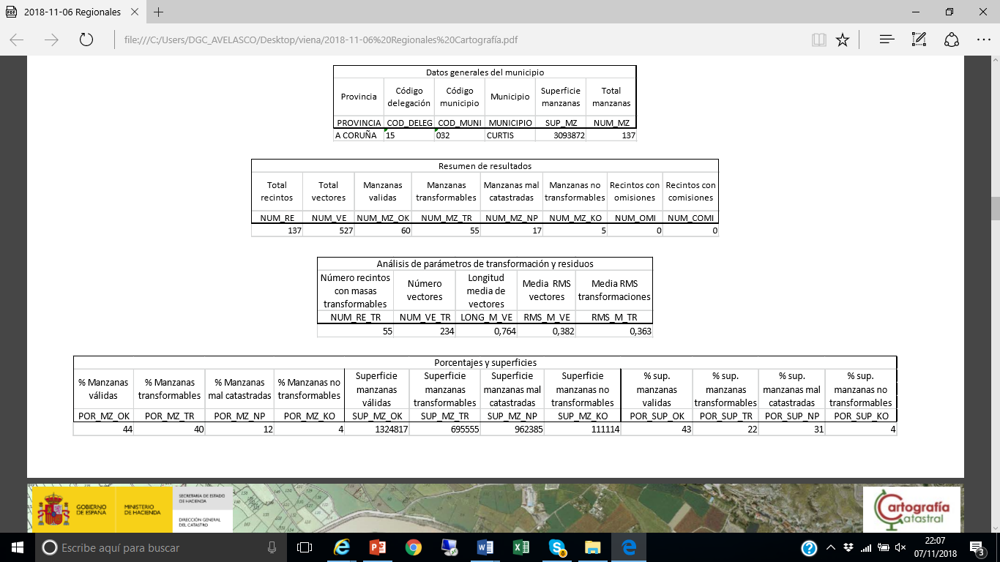 2018-11-06 Regionales
file:///C:/Users/DGC_AVELASCO/Desktop/viena/2018-11-06%20Regionales%20Cartografía.pdf
Datos generales del municipio
Provincia Código delegación Código municipio Municipio Superficie manzanas Total manzanas
PROVINCIA COD_DELEG COD_MUNI MUNICIPIO SUP_MZ NUM_MZ
A CORUÑA 15 032 CURTIS 3093872 137
Resumen de resultados
Total recintos Total vectores Manzanas validas Manzanas transformables Manzanas mal catastradas Manzanas no transformables Recintos con omisiones Recintos con comisiones
NUM_RE NUM_VE NUM_MZ_OK NUM_MZ_TR NUM_MZ_NP NUM_MZ_KO NUM_OMI NUM_COMI
137 527 60 55 17 5 0 0
Análisis de parámetros de transformación y residuos
Número recintos con masas transformables Número vectores Longitud media de vectores Media RMS vectores Media RMS transformaciones
NUM_RE_TR NUM_VE_TR LONG_M_VE RMS_M_VE RMS_M_TR
55 234 0,764 0,382 0,363
Porcentajes y superficies
% Manzanas válidas % Manzanas transformables % Manzanas mal catastradas % Manzanas no transformables Superficie manzanas válidas Superficie manzanas transformables Superficie manzanas mal catastradas Superficie manzanas no transformables % sup. manzanas validas % sup. manzanas transformables % sup. manzanas mal catastradas % sup. manzanas no transformables
POR_MZ_OK POR_MZ_TR POR_MZ_NP POR_MZ_KO SUP_MZ_OK SUP_MZ_TR SUP_MZ_NP SUP_MZ_KO POR_SUP_OK POR_SUP_TR POR_SUP_NP POR_SUP_KO
44 40 12 4 1324817 695555 962385 111114 43 22 31 4
GOBIERNO DE ESPAÑA
MINISTERIO DE HACIENDA
SECRETARÍA DE ESTADO DE HACIENDA
DIRECCIÓN GENERAL DEL CATASTRO
Cartografía
Catastral
Escribe aquí para buscar
22:07
07/11/2018